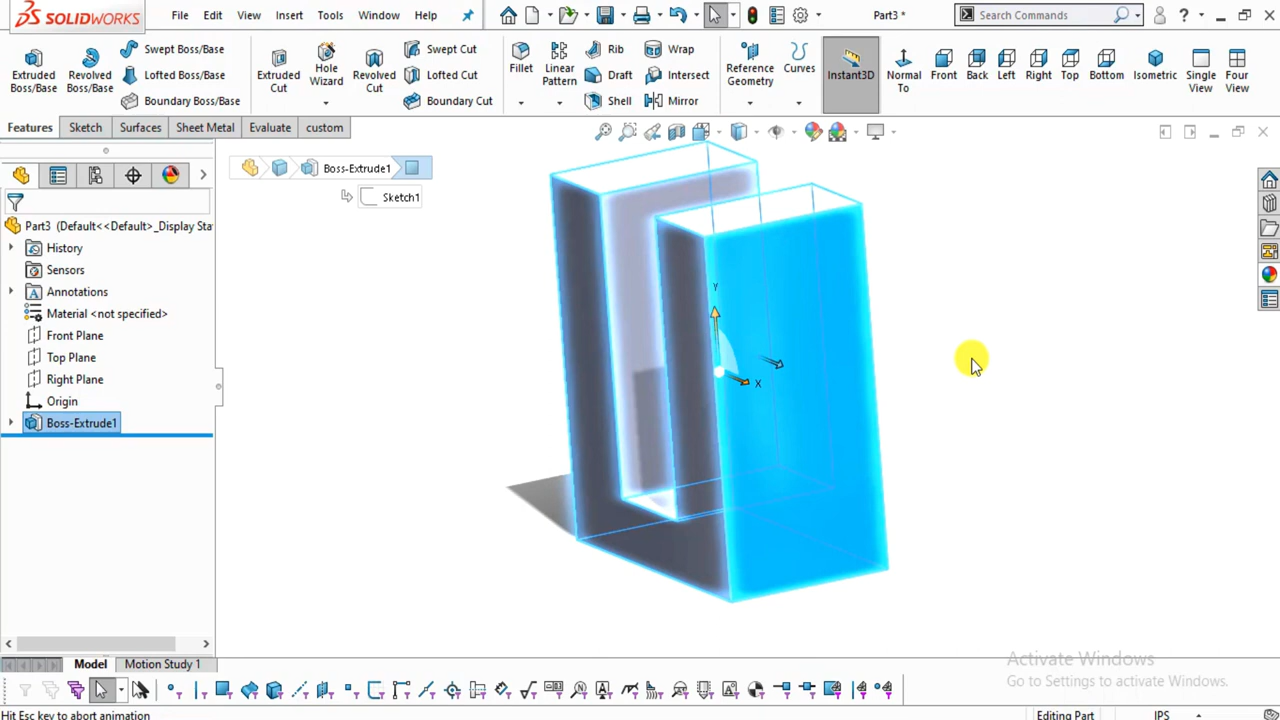 SOLIDWORKS File Edit View Insert Tools Window Help Part3 * Search Commands ?
Extruded Boss/Base Revolved Boss/Base Swept Boss/Base Lofted Boss/Base Boundary Boss/Base Extruded Cut Hole Wizard Revolved Cut Swept Cut Lofted Cut Boundary Cut Fillet Linear Pattern Rib Draft Shell Wrap Intersect Mirror Reference Geometry Curves Instant3D Normal To Front Back Left Right Top Bottom Isometric Single View Four View
Features Sketch Surfaces Sheet Metal Evaluate custom
Boss-Extrude1
Sketch1
Part3 (Default<<Default>_Display Sta
History
Sensors
Annotations
Material <not specified>
Front Plane
Top Plane
Right Plane
Origin
Boss-Extrude1
Y
X
Activate Windows
Go to Settings to activate Windows.
Model Motion Study 1
Hit Esc key to abort animation Editing Part IPS